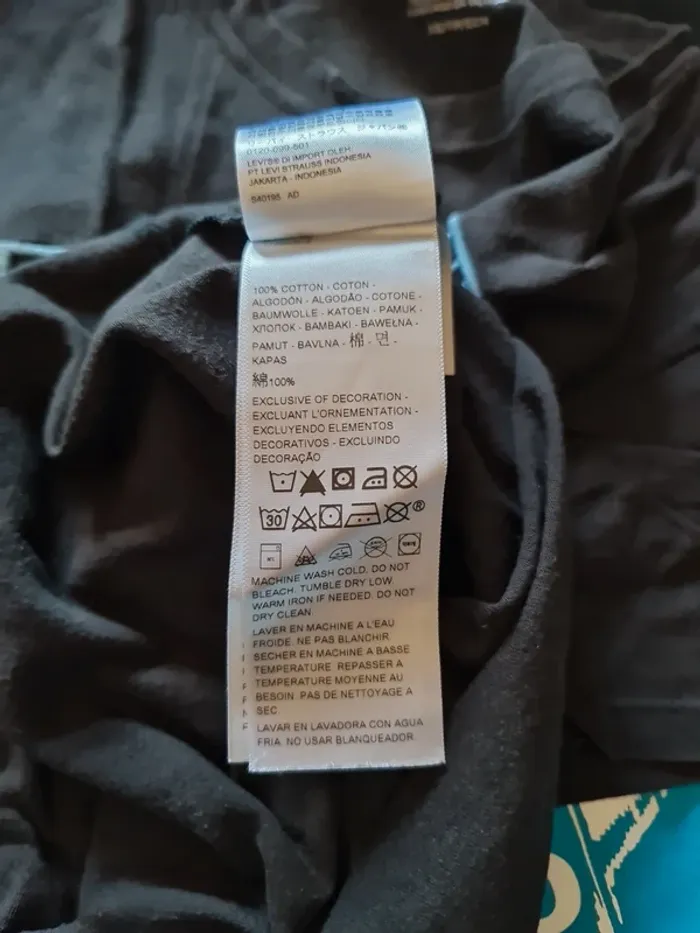 0120-099-501
LEVI'S® DI IMPORT OLEH:
PT LEVI STRAUSS INDONESIA
JAKARTA - INDONESIA
S40195 AD
100% COTTON - COTON -
ALGODÓN - ALGODÃO - COTONE -
BAUMWOLLE - KATOEN - PAMUK -
ХЛОПОК - BAMBAKI - BAWEŁNA -
PAMUT - BAVLNA - 棉 - 면 -
KAPAS
綿100%
EXCLUSIVE OF DECORATION -
EXCLUANT L'ORNEMENTATION -
EXCLUYENDO ELEMENTOS
DECORATIVOS - EXCLUINDO
DECORAÇÃO
30 ®
MACHINE WASH COLD. DO NOT
BLEACH. TUMBLE DRY LOW.
WARM IRON IF NEEDED. DO NOT
DRY CLEAN.
LAVER EN MACHINE A L'EAU
FROIDE. NE PAS BLANCHIR.
SECHER EN MACHINE A BASSE
TEMPERATURE. REPASSER A
TEMPERATURE MOYENNE AU
BESOIN. PAS DE NETTOYAGE A
SEC.
LAVAR EN LAVADORA CON AGUA
FRIA. NO USAR BLANQUEADOR.